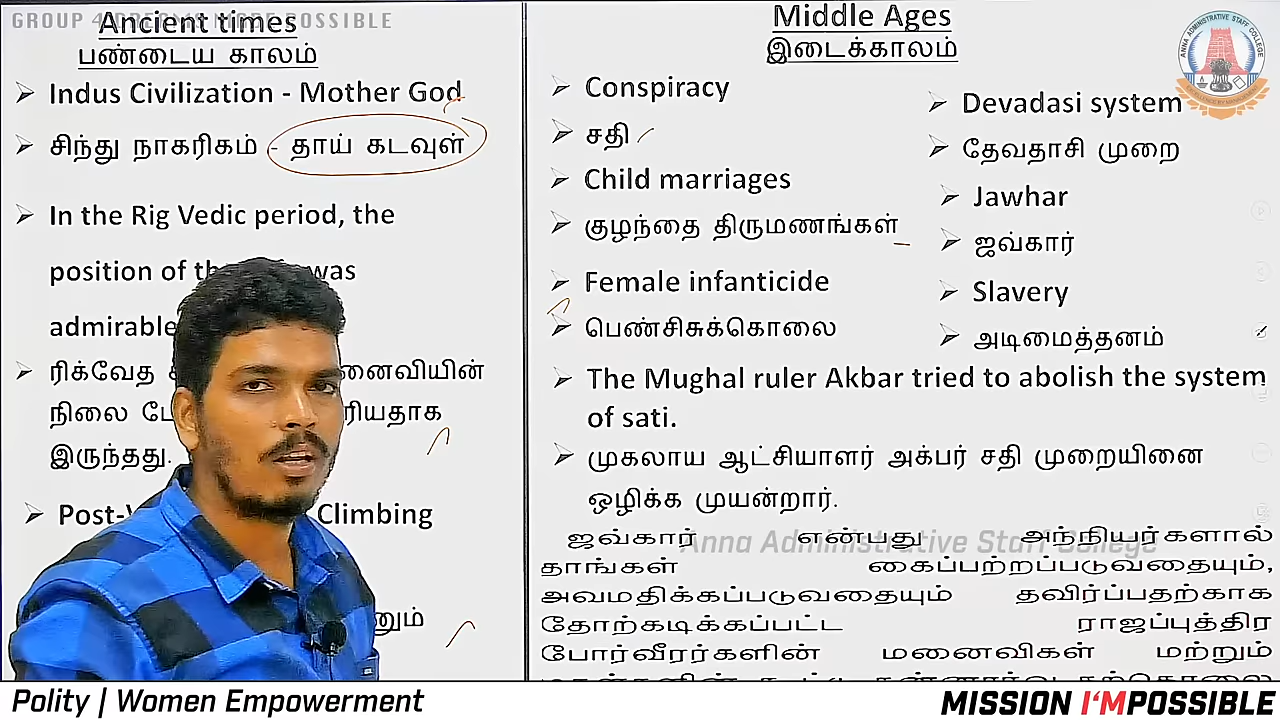 GROUP 4
POSSIBLE
Ancient times
பண்டைய காலம்
Indus Civilization - Mother God
சிந்து நாகரிகம் - தாய் கடவுள்
In the Rig Vedic period, the
position of was
admirable
ரிக்வேத னைவியின்
நிலை ரியதாக
இருந்தது.
Climbing
னும்
Middle Ages
இடைக்காலம்
Conspiracy
சதி
Child marriages
குழந்தை திருமணங்கள்
Female infanticide
பெண்சிசுக்கொலை
Devadasi system
தேவதாசி முறை
Jawhar
ஜவ்கார்
Slavery
அடிமைத்தனம்
The Mughal ruler Akbar tried to abolish the system
of sati.
முகலாய ஆட்சியாளர் அக்பர் சதி முறையினை
ஒழிக்க முயன்றார்.
ஜவ்கார் என்பது அந்நியர்களால்
தாங்கள் கைப்பற்றப்படுவதையும்,
அவமதிக்கப்படுவதையும் தவிர்ப்பதற்காக
தோற்கடிக்கப்பட்ட ராஜப்புத்திர
போர்வீரர்களின் மனைவிகள் மற்றும்
Anna Administrative Staff College
ANNA ADMINISTRATIVE STAFF COLLEGE
Polity | Women Empowerment
MISSION I'MPOSSIBLE